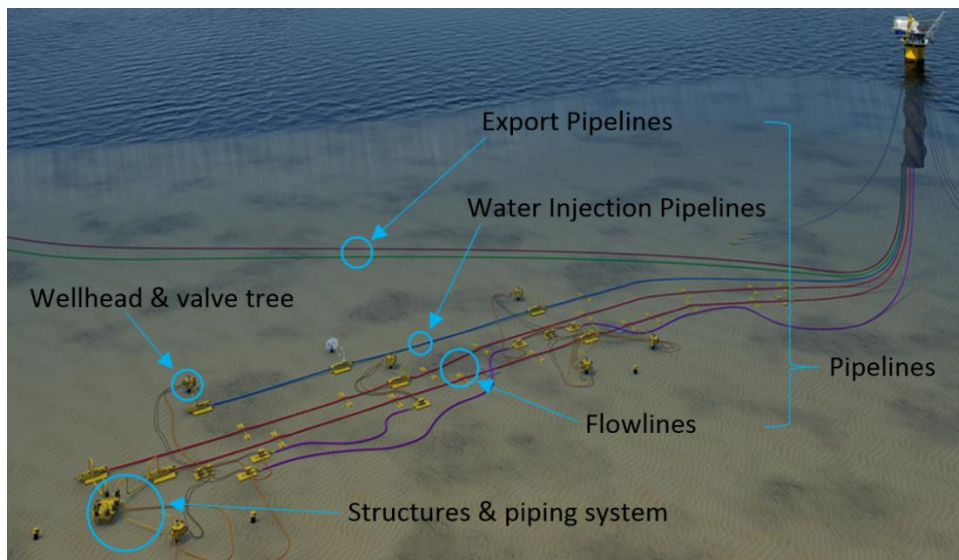 Export Pipelines
Water Injection Pipelines
Wellhead & valve tree
Pipelines
Flowlines
Structures & piping system